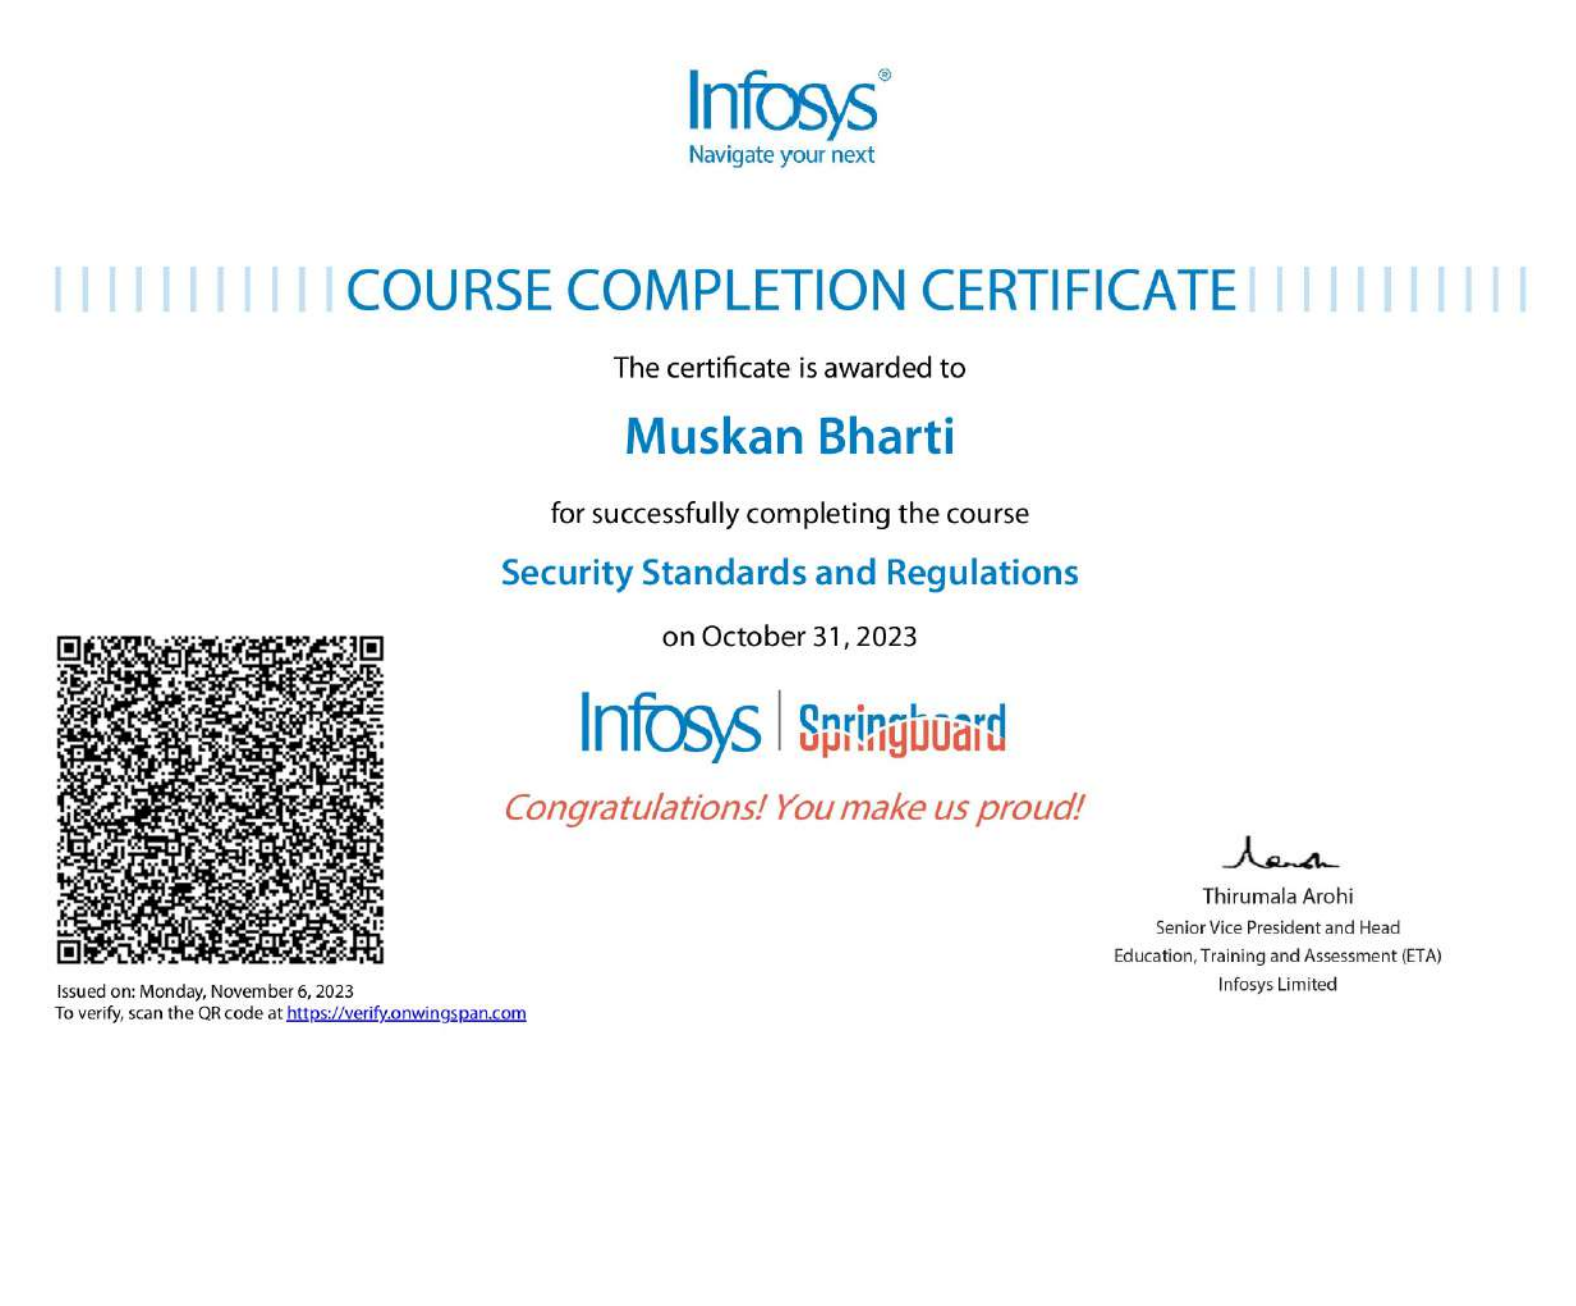 Infosys®
Navigate your next
COURSE COMPLETION CERTIFICATE
The certificate is awarded to
Muskan Bharti
for successfully completing the course
Security Standards and Regulations
on October 31, 2023
Infosys | Springboard
Congratulations! You make us proud!
Thirumala Arohi
Senior Vice President and Head
Education, Training and Assessment (ETA)
Infosys Limited
Issued on: Monday, November 6, 2023
To verify, scan the QR code at https://verify.onwingspan.com